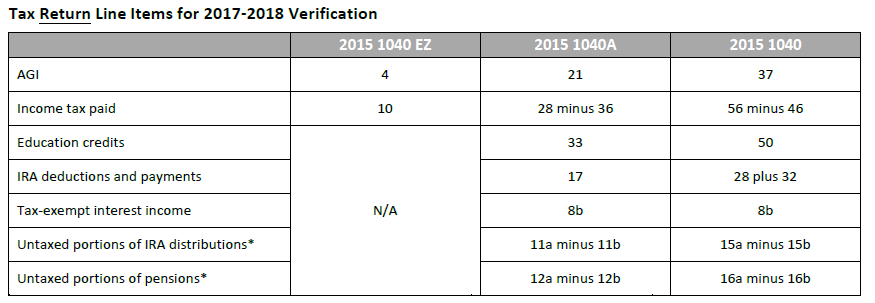 Tax Return Line Items for 2017-2018 Verification
2015 1040 EZ 2015 1040A 2015 1040
AGI 4 21 37
Income tax paid 10 28 minus 36 56 minus 46
Education credits 33 50
IRA deductions and payments 17 28 plus 32
Tax-exempt interest income N/A 8b 8b
Untaxed portions of IRA distributions* 11a minus 11b 15a minus 15b
Untaxed portions of pensions* 12a minus 12b 16a minus 16b